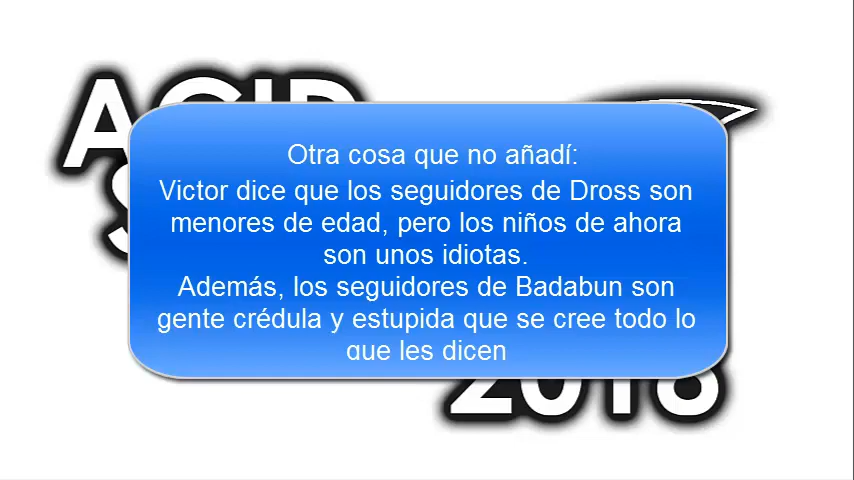 ACID
S
Otra cosa que no añadí:
Victor dice que los seguidores de Dross son
menores de edad, pero los niños de ahora
son unos idiotas.
Además, los seguidores de Badabun son
gente crédula y estupida que se cree todo lo
que les dicen
2018